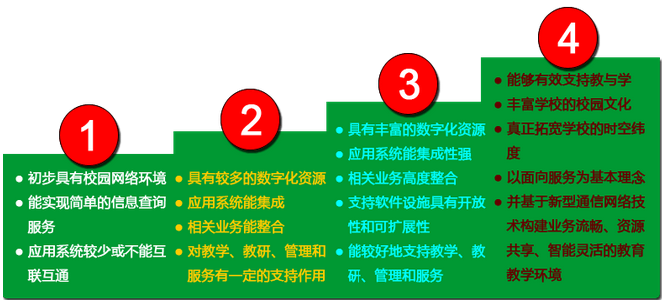 1
● 初步具有校园网络环境
● 能实现简单的信息查询
服务
● 应用系统较少或不能互
联互通
2
● 具有较多的数字化资源
● 应用系统能集成
● 相关业务能整合
● 对教学、教研、管理和
服务有一定的支持作用
3
● 具有丰富的数字化资源
● 应用系统能集成性强
● 相关业务高度整合
● 支持软件设施具有开放
性和可扩展性
● 能较好地支持教学、教
研、管理和服务
4
● 能够有效支持教与学
● 丰富学校的校园文化
● 真正拓宽学校的时空纬
度
● 以面向服务为基本理念
● 并基于新型通信网络技
术构建业务流畅、资源
共享、智能灵活的教育
教学环境